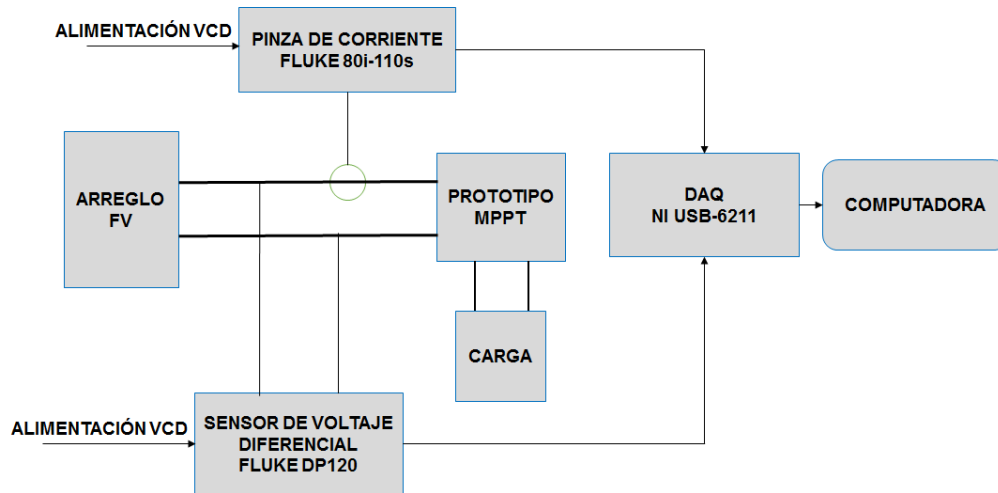 ALIMENTACIÓN VCD
PINZA DE CORRIENTE
FLUKE 80i-110s
ARREGLO
FV
PROTOTIPO
MPPT
DAQ
NI USB-6211
COMPUTADORA
CARGA
ALIMENTACIÓN VCD
SENSOR DE VOLTAJE
DIFERENCIAL
FLUKE DP120